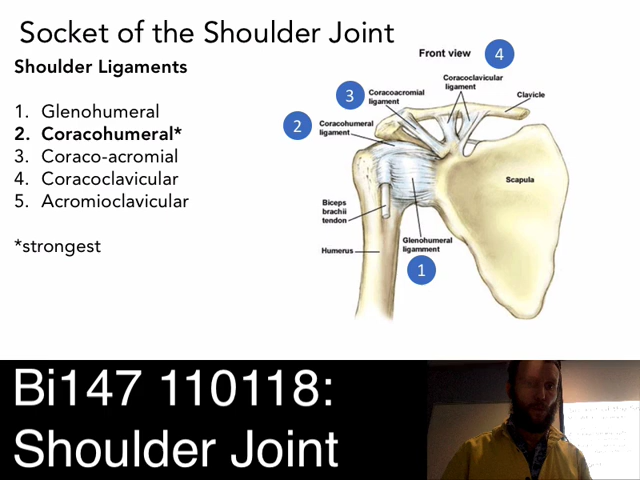 Socket of the Shoulder Joint
Shoulder Ligaments
1. Glenohumeral
2. Coracohumeral*
3. Coraco-acromial
4. Coracoclavicular
5. Acromioclavicular
*strongest
Front view
4
Coracoclavicular
ligament
3
Coracoacromial
ligament
Clavicle
2
Coracohumeral
ligament
Scapula
Biceps
brachii
tendon
Humerus
Glenohumeral
ligamment
1
Bi147 110118:
Shoulder Joint